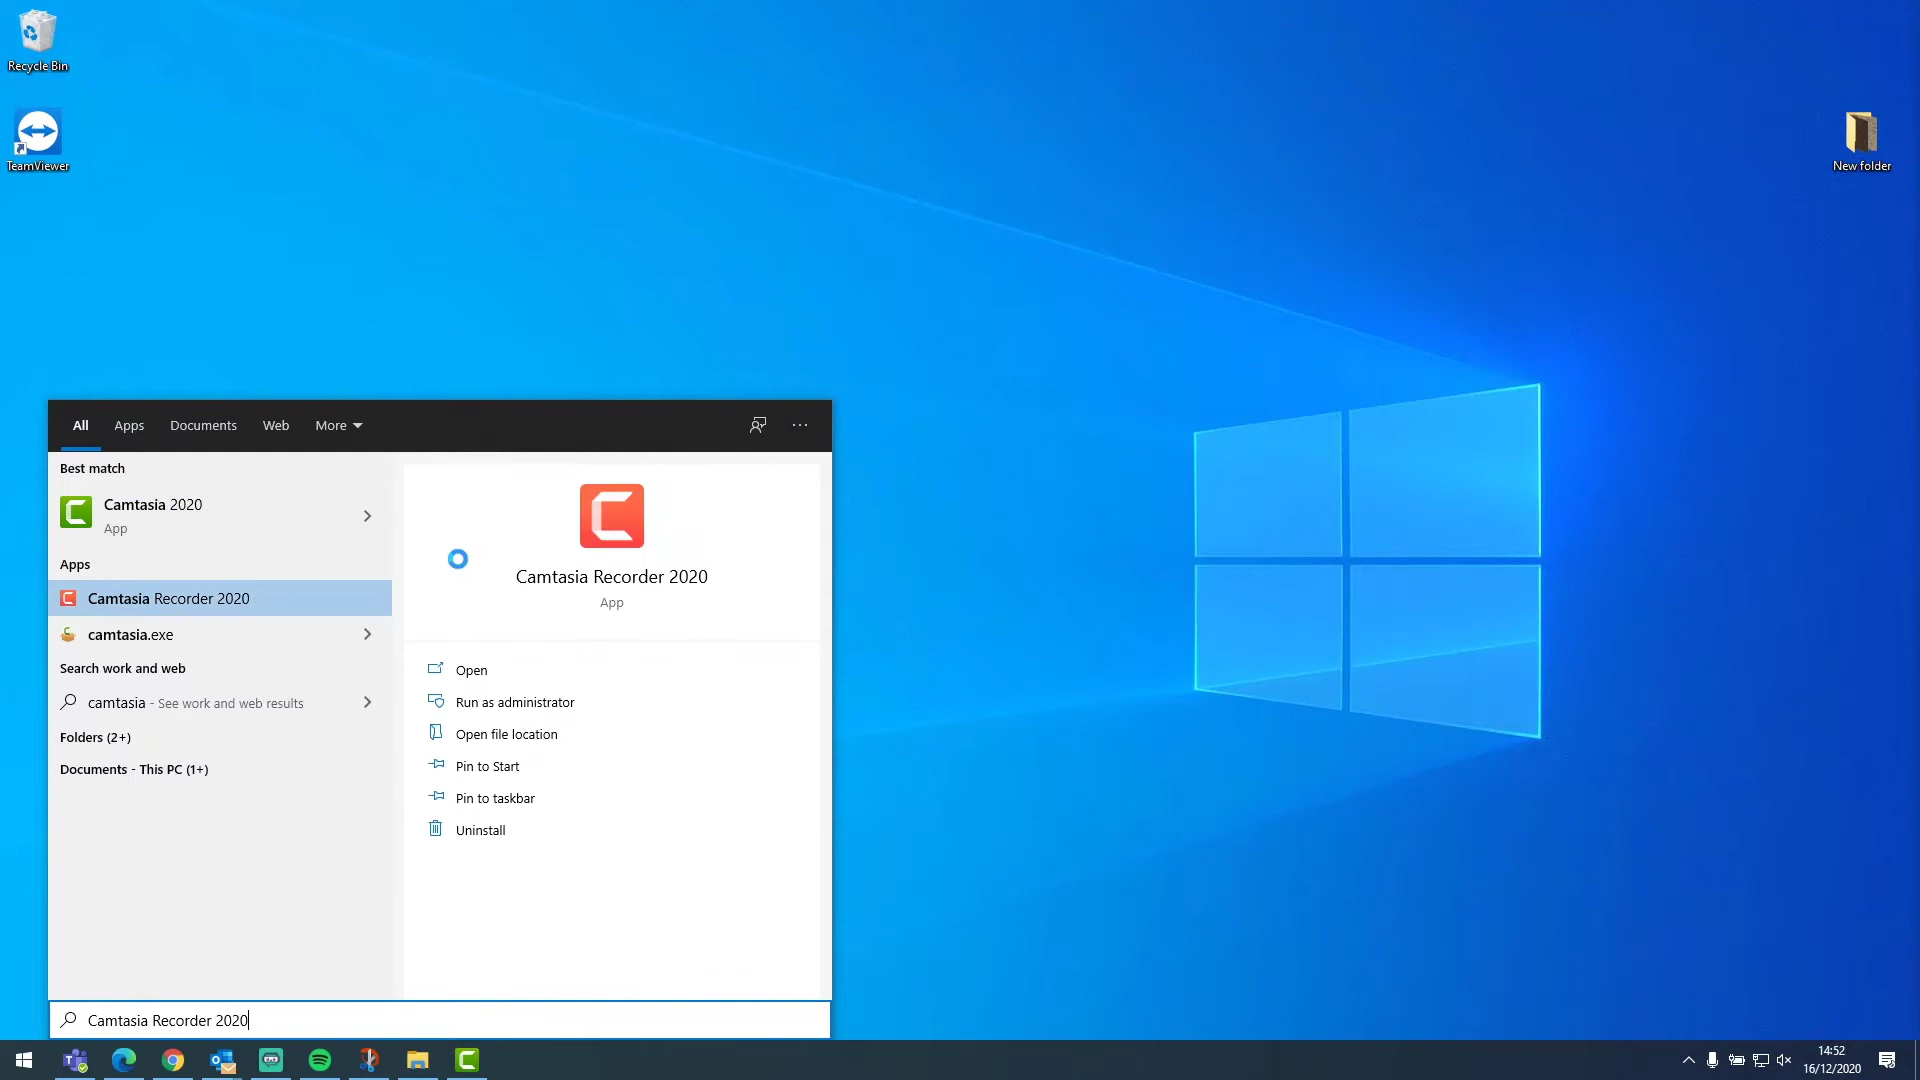 Recycle Bin
TeamViewer
New folder
All Apps Documents Web More
Best match
Camtasia 2020
App
Apps
Camtasia Recorder 2020
camtasia.exe
Search work and web
camtasia - See work and web results
Folders (2+)
Documents - This PC (1+)
Camtasia Recorder 2020
App
Open
Run as administrator
Open file location
Pin to Start
Pin to taskbar
Uninstall
Camtasia Recorder 2020
14:52
16/12/2020